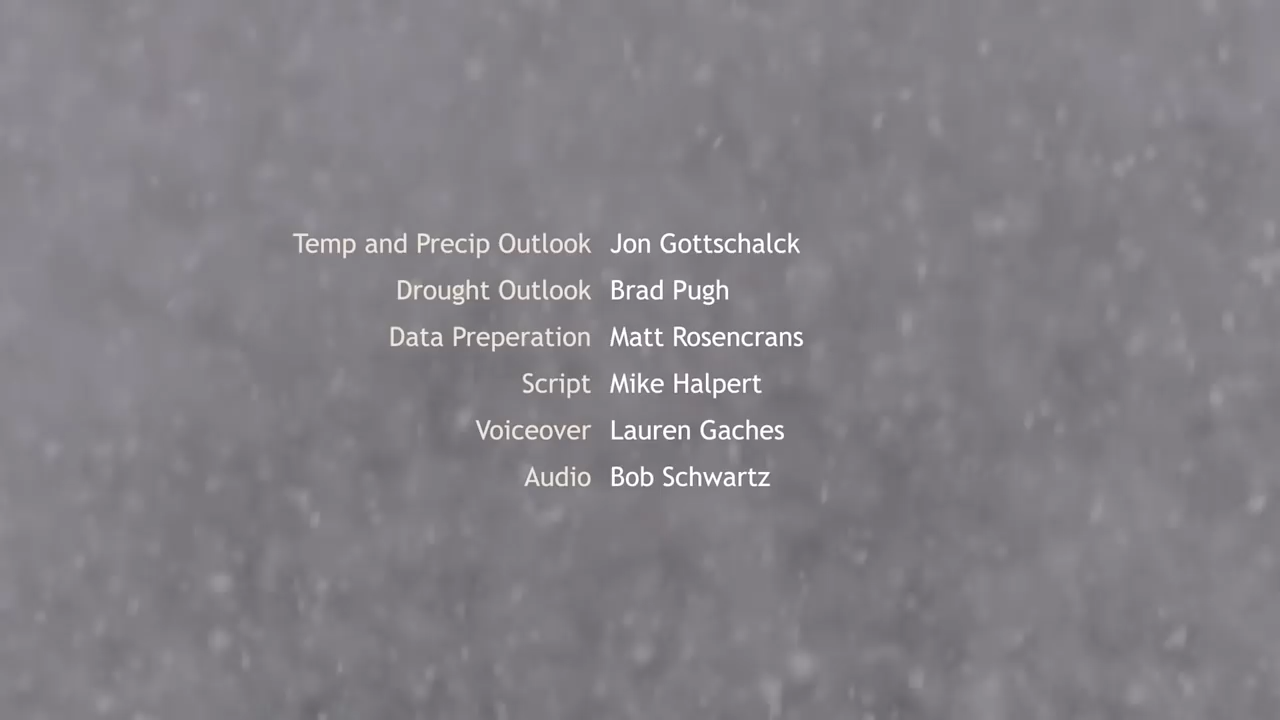 Temp and Precip Outlook Jon Gottschalck
Drought Outlook Brad Pugh
Data Preperation Matt Rosencrans
Script Mike Halpert
Voiceover Lauren Gaches
Audio Bob Schwartz